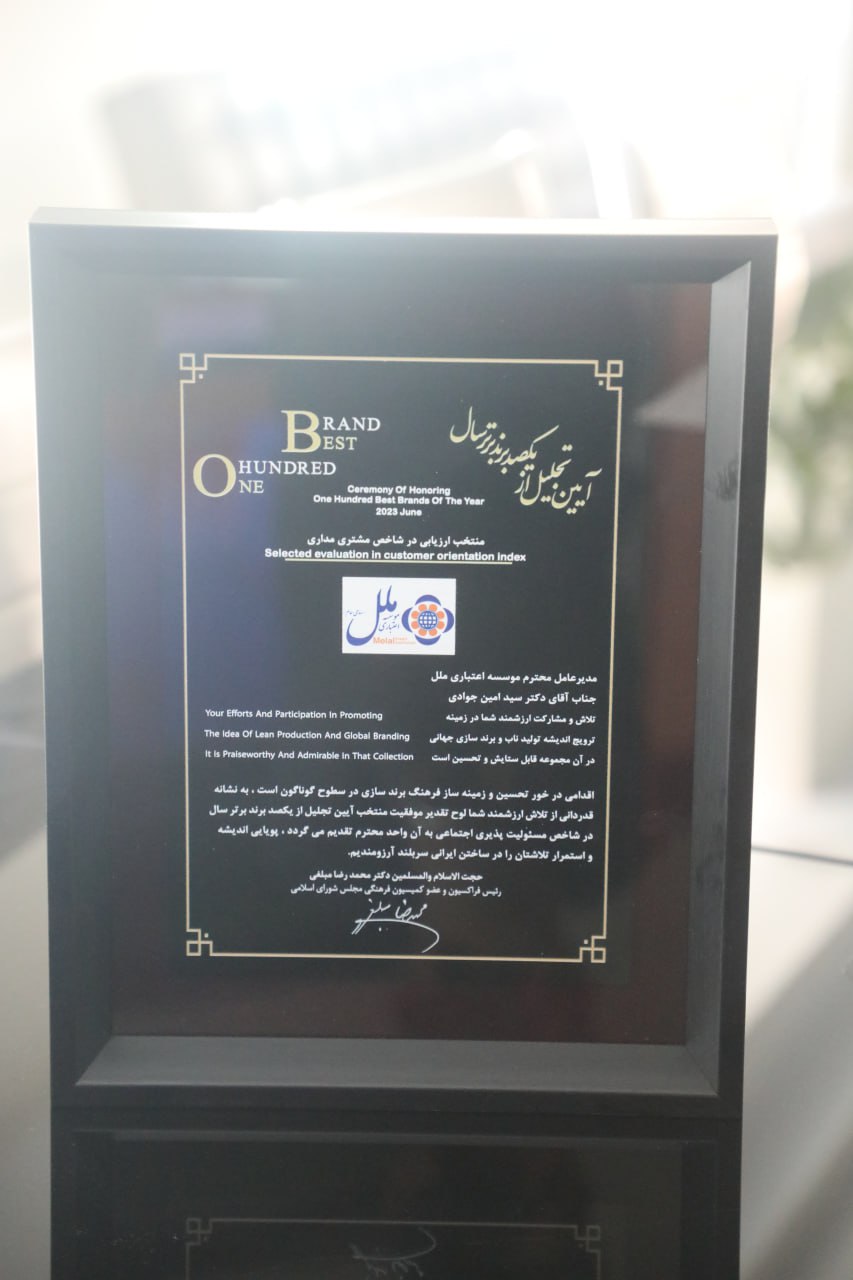 BRAND
BEST
HUNDRED
ONE
آیین تجلیل از یکصد برند برتر سال
Ceremony Of Honoring
One Hundred Best Brands Of The Year
2023 June
منتخب ارزیابی در شاخص مشتری مداری
Selected evaluation in customer orientation index
ملل
موسسه
اعتباری
Melal
مدیرعامل محترم موسسه اعتباری ملل
جناب آقای دکتر سید امین جوادی
تلاش و مشارکت ارزشمند شما در زمینه
ترویج اندیشه تولید ناب و برند سازی جهانی
در آن مجموعه قابل ستایش و تحسین است
Your Efforts And Participation In Promoting
The Idea Of Lean Production And Global Branding
It Is Praiseworthy And Admirable In That Collection
اقدامی در خور تحسین و زمینه ساز فرهنگ برند سازی در سطوح گوناگون است ، به نشانه
قدردانی از تلاش ارزشمند شما لوح تقدیر موفقیت منتخب آیین تجلیل از یکصد برند برتر سال
در شاخص مسئولیت پذیری اجتماعی به آن واحد محترم تقدیم می گردد ، پویایی اندیشه
و استمرار تلاشتان را در ساختن ایرانی سربلند آرزومندیم.
حجت الاسلام والمسلمین دکتر محمد رضا مبلغی
رئیس فراکسیون و عضو کمیسیون فرهنگی مجلس شورای اسلامی
محمدرضا مبلغی